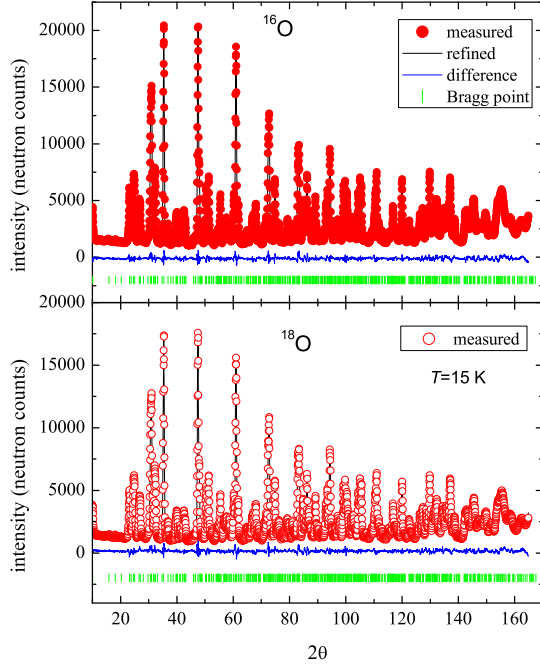 ¹⁶O
measured
refined
difference
Bragg point
20000
15000
10000
5000
0
intensity (neutron counts)
¹⁸O
measured
T=15 K
20000
15000
10000
5000
0
intensity (neutron counts)
20 40 60 80 100 120 140 160
2θ